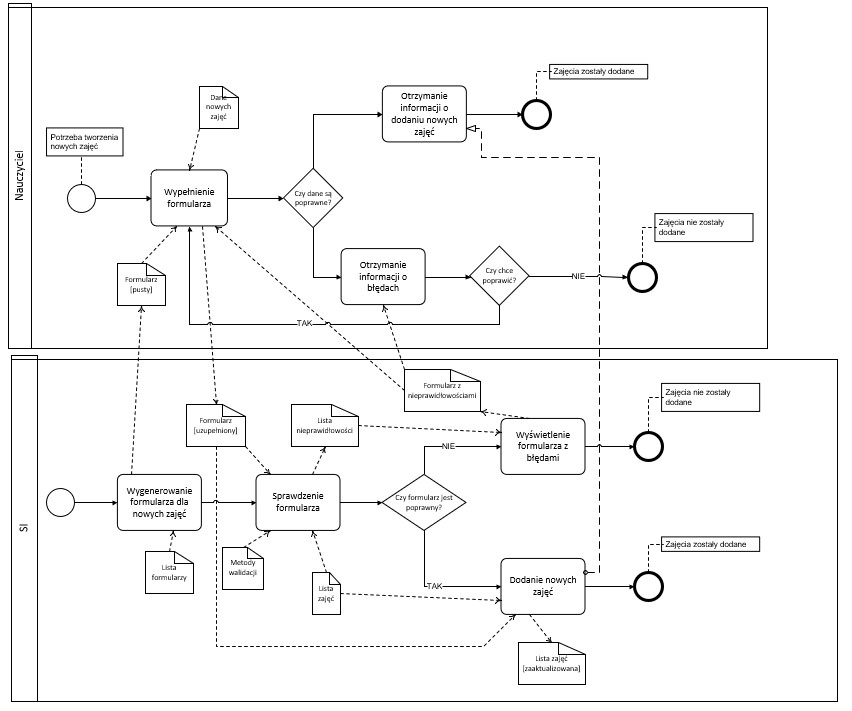 Nauczyciel
Zajęcia zostały dodane
Dane
nowych
zajęć
Otrzymanie
informacji o
dodaniu nowych
zajęć
Potrzeba tworzenia
nowych zajęć
Wypełnienie
formularza
Czy dane są
poprawne?
Zajęcia nie zostały
dodane
Formularz
[pusty]
Otrzymanie
informacji o
błędach
Czy chce
poprawić?
NIE
TAK
SI
Formularz z
nieprawidłowościami
Zajęcia nie zostały
dodane
Formularz
[uzupełniony]
Lista
nieprawidłowości
NIE
Wyświetlenie
formularza z
błędami
Wygenerowanie
formularza dla
nowych zajęć
Sprawdzenie
formularza
Czy formularz jest
poprawny?
Zajęcia zostały dodane
Lista
formularzy
Metody
walidacji
Lista
zajęć
TAK
Dodanie nowych
zajęć
Lista zajęć
[zaaktualizowana]